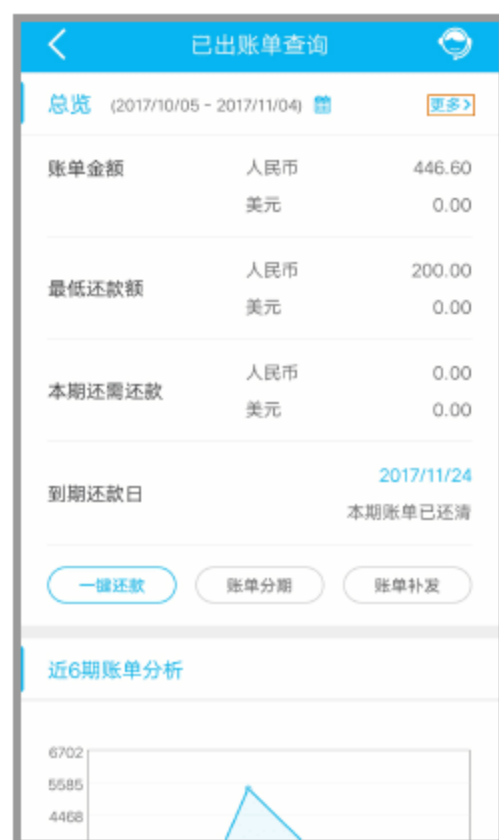 已出账单查询
总览 (2017/10/05 - 2017/11/04) 更多>
账单金额 人民币 446.60
美元 0.00
最低还款额 人民币 200.00
美元 0.00
本期还需还款 人民币 0.00
美元 0.00
到期还款日 2017/11/24
本期账单已还清
一键还款 账单分期 账单补发
近6期账单分析
6702
5585
4468